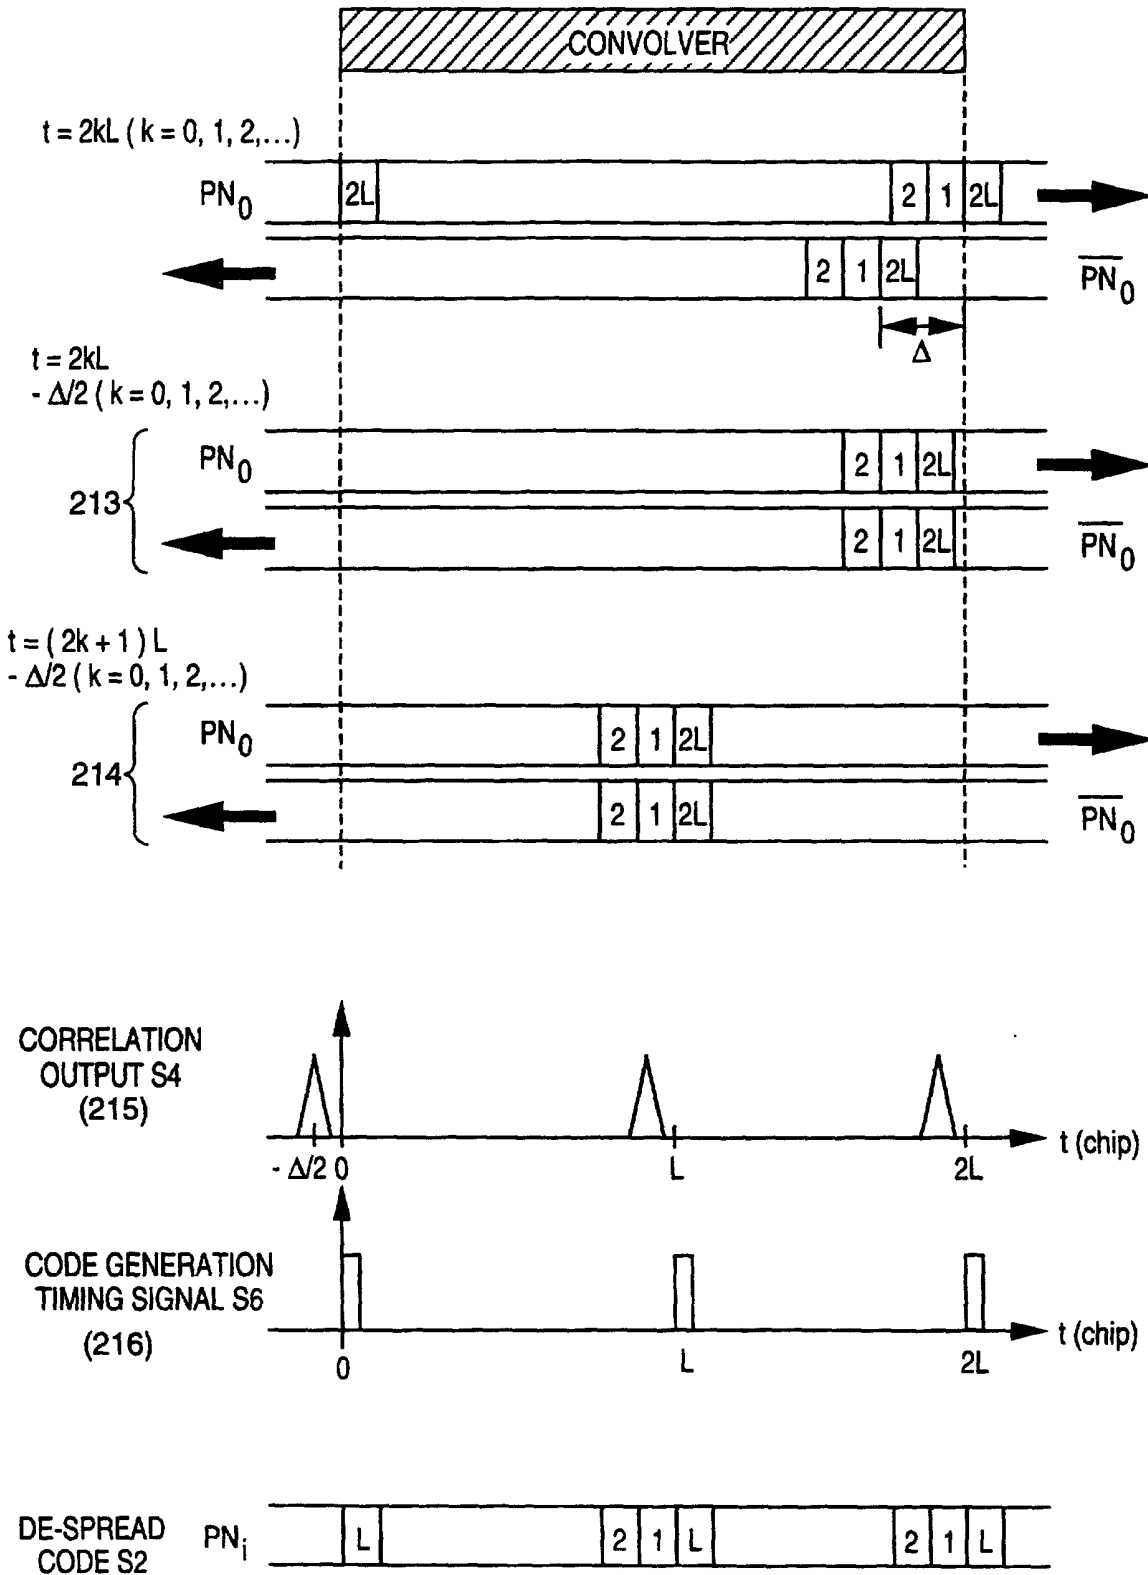 CONVOLVER
t = 2kL ( k = 0, 1, 2,...)
PN0 2L 2 1 2L
2 1 2L P̅N̅0
Δ
t = 2kL
- Δ/2 ( k = 0, 1, 2,...)
PN0 2 1 2L
213
2 1 2L P̅N̅0
t = ( 2k + 1 ) L
- Δ/2 ( k = 0, 1, 2,...)
PN0 2 1 2L
214
2 1 2L P̅N̅0
CORRELATION
OUTPUT S4
(215)
t (chip)
- Δ/2 0 L 2L
CODE GENERATION
TIMING SIGNAL S6
(216)
t (chip)
0 L 2L
DE-SPREAD
CODE S2
PNi L 2 1 L 2 1 L